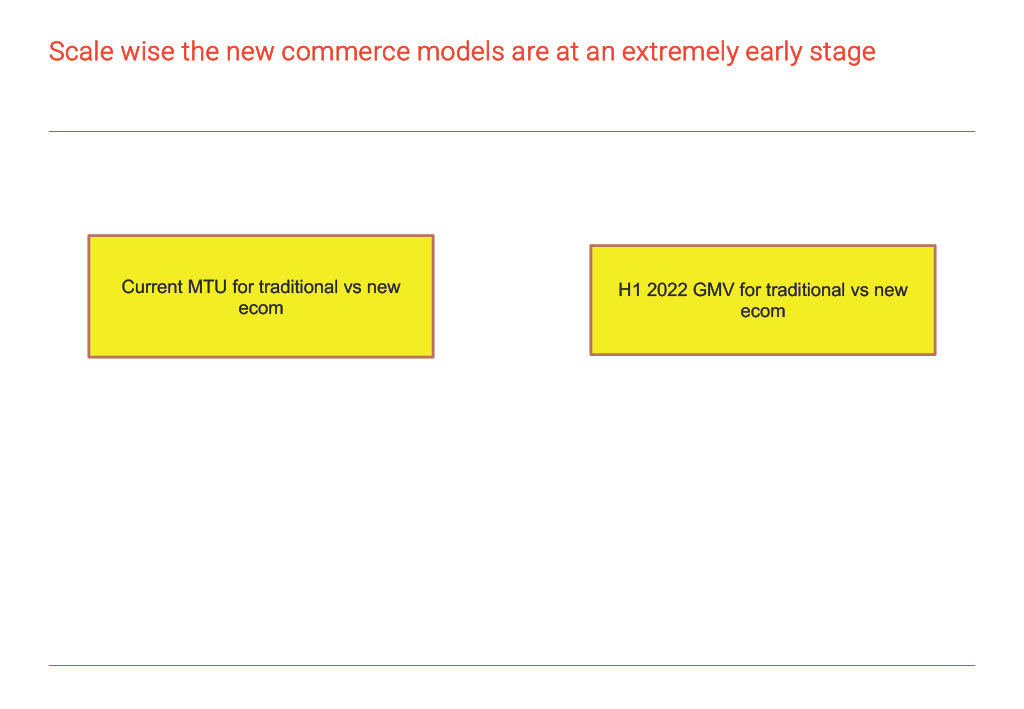 Scale wise the new commerce models are at an extremely early stage
Current MTU for traditional vs new
ecom
H1 2022 GMV for traditional vs new
ecom